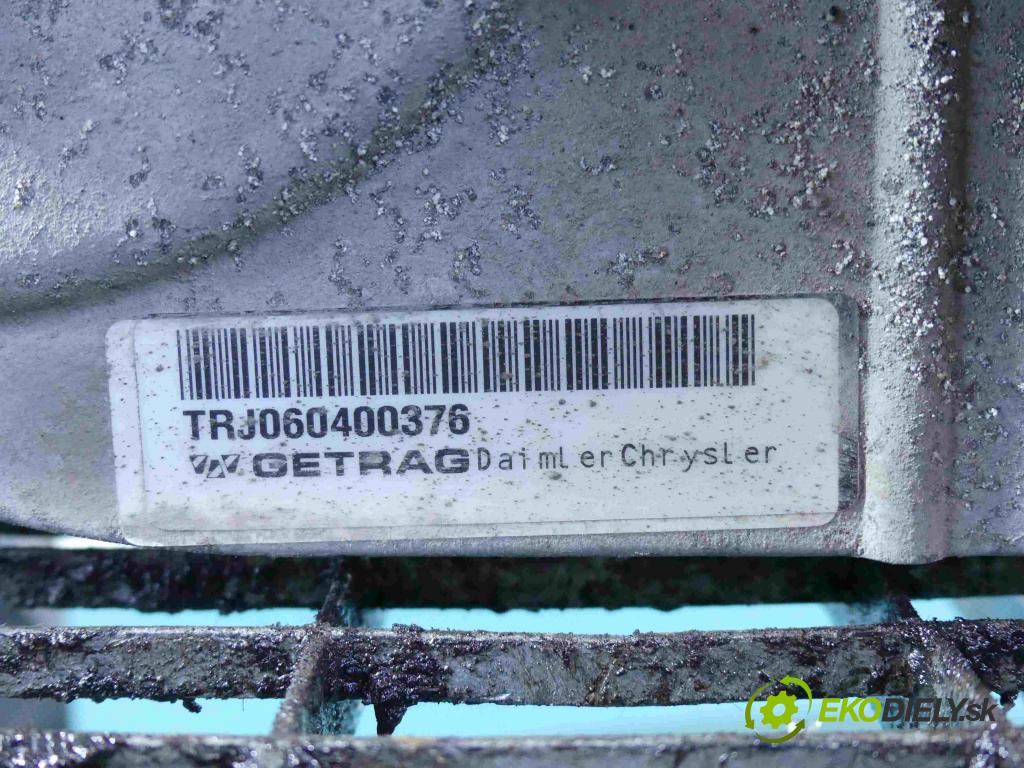 TRJ060400376
GETRAG DaimlerChrysler
EKODIELY.sk